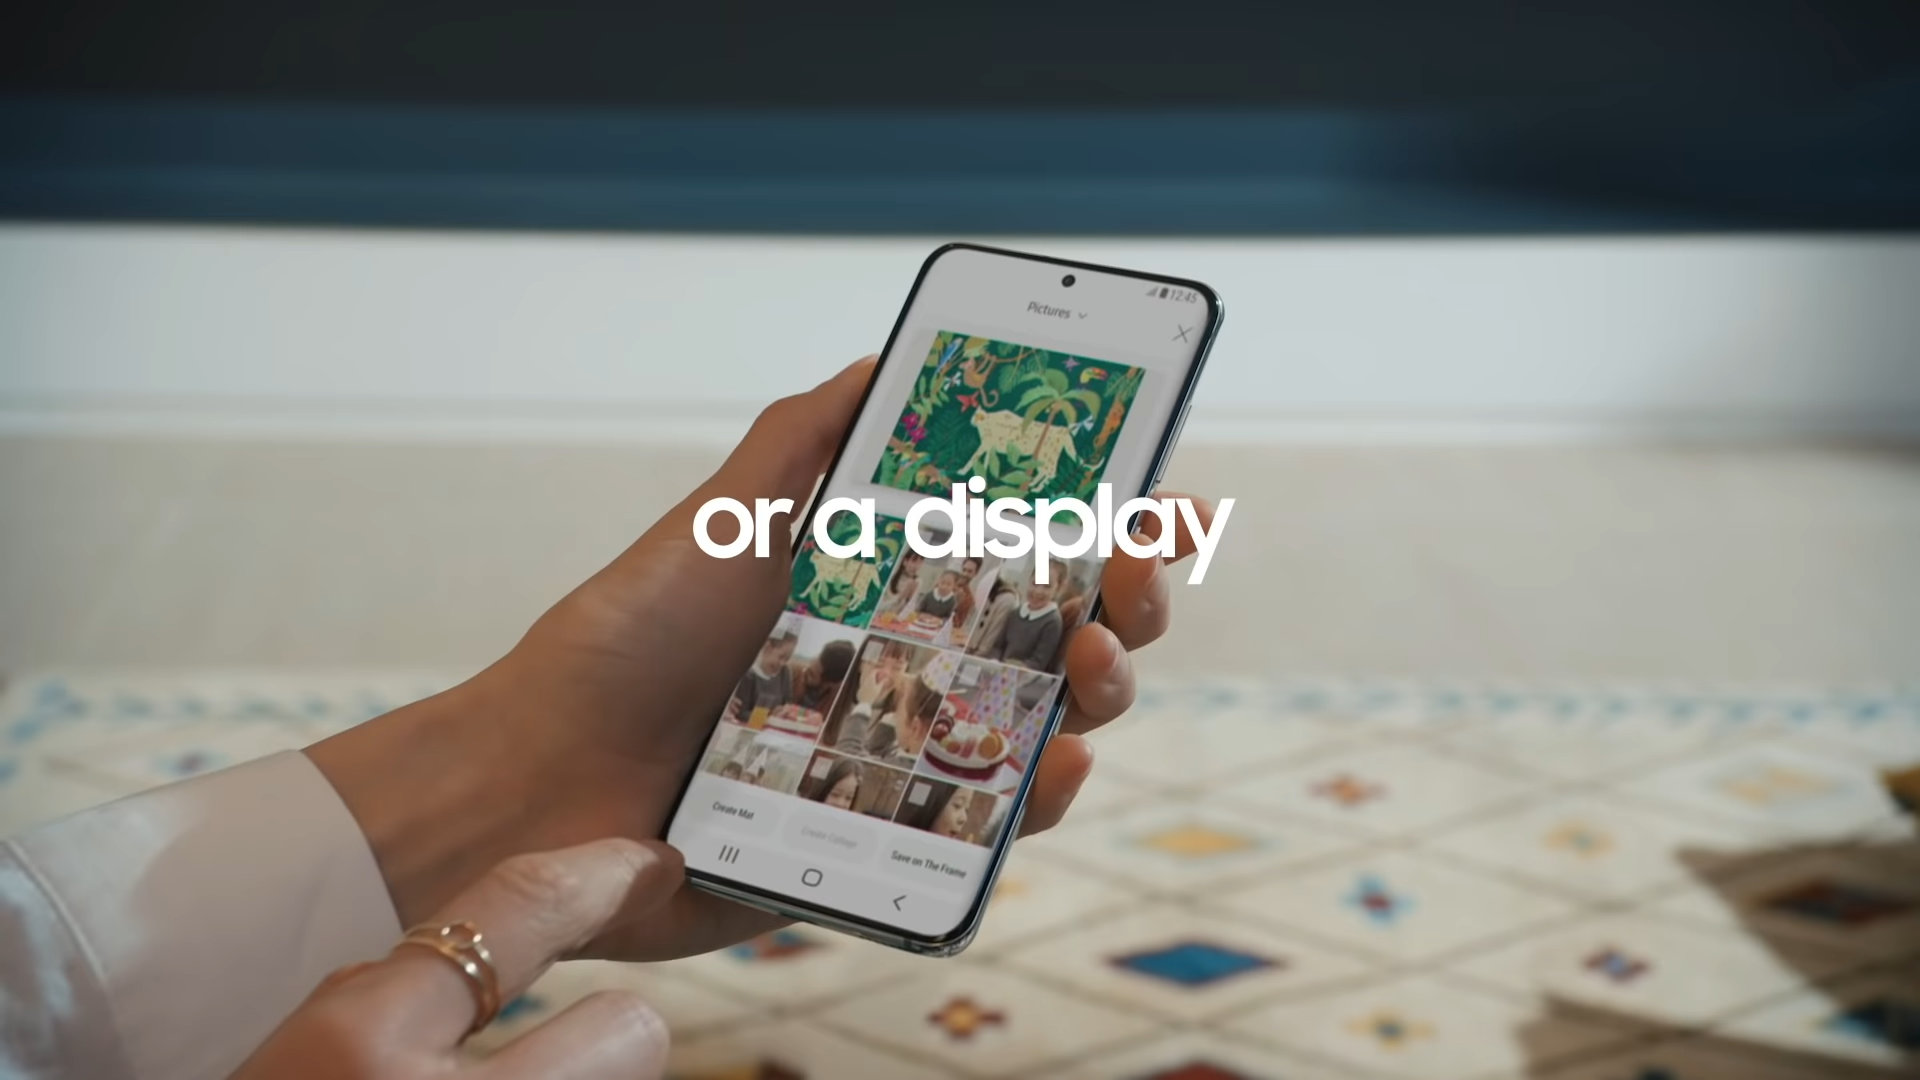 12:45
Pictures
or a display
Create Mat
Create Collage
Save on The Frame